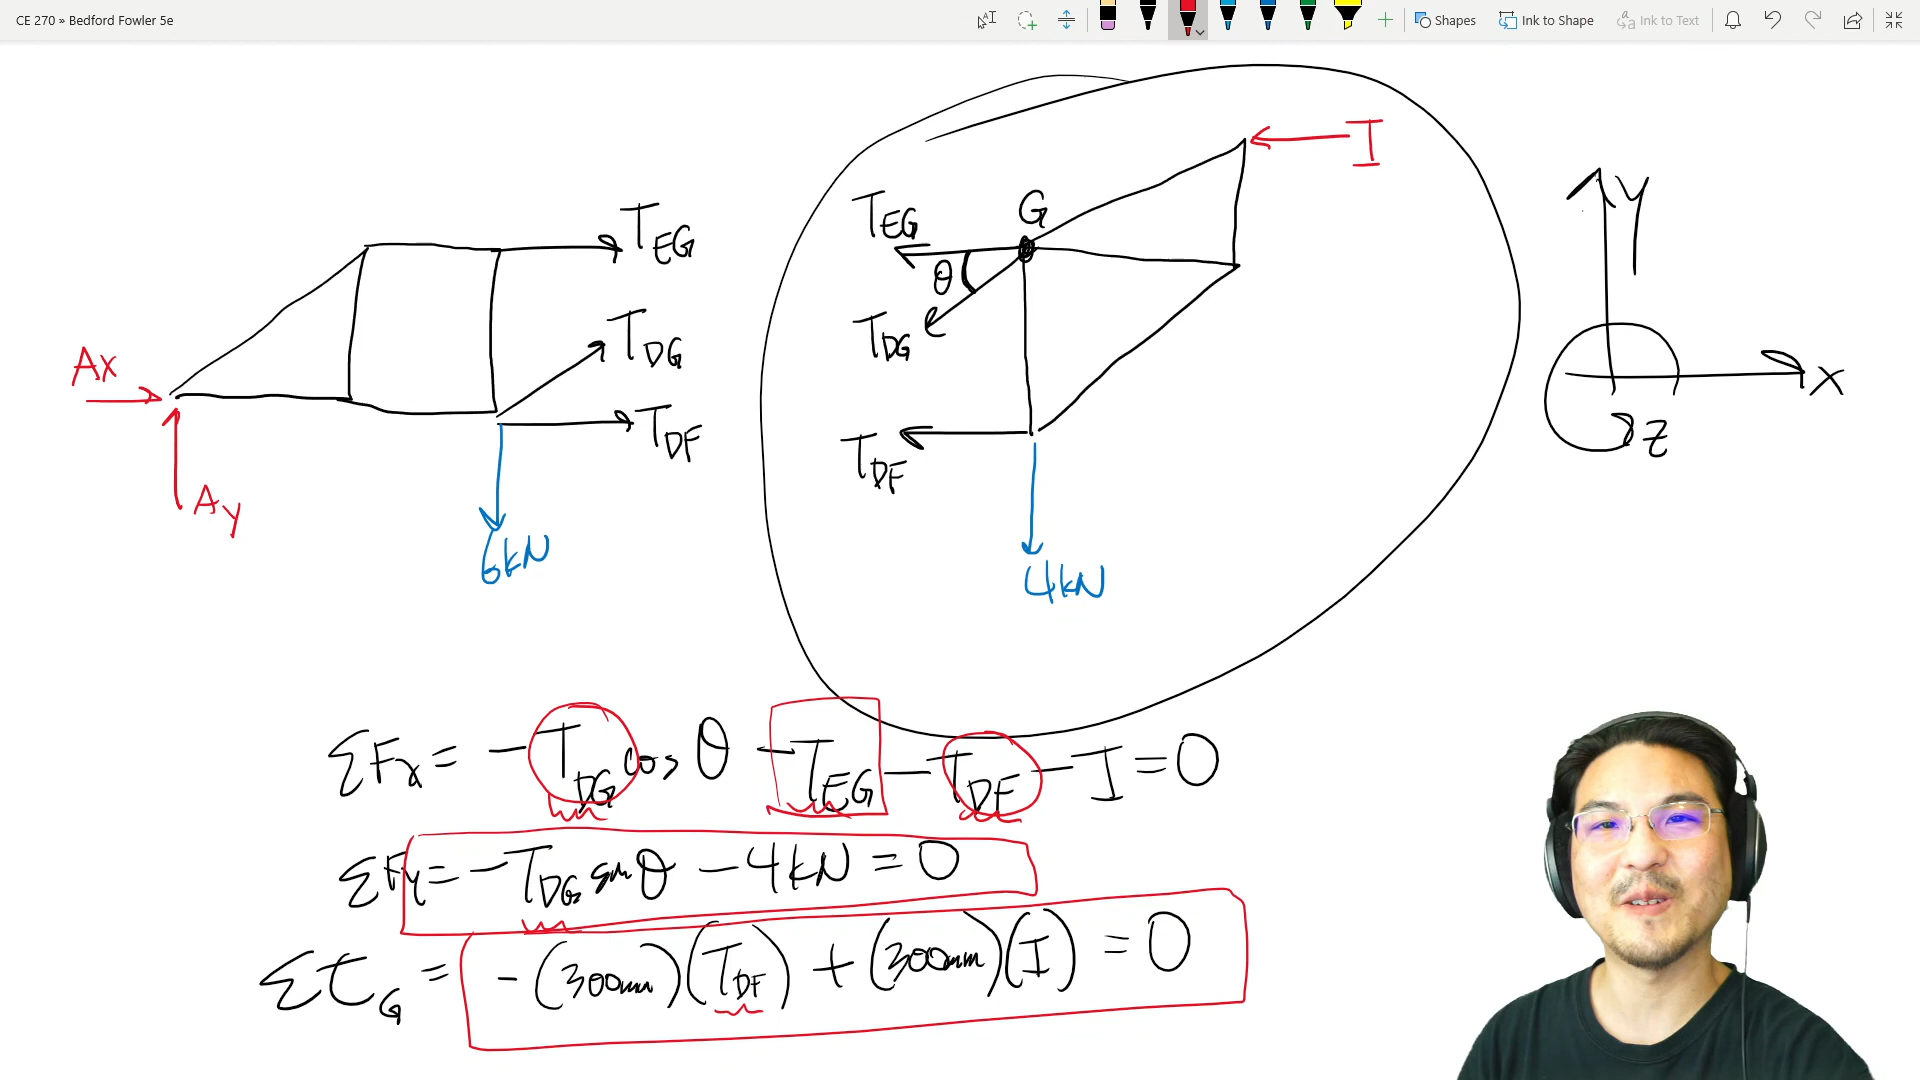 CE 270 » Bedford Fowler 5e
Shapes
Ink to Shape
Ink to Text
I
T_EG
T_EG
G
Y
θ
T_DG
T_DG
Ax
X
T_DF
T_DF
Z
Ay
6kN
4kN
ΣFx = -T_DG cos θ - T_EG - T_DF - I = 0
ΣFy = -T_DG sin θ - 4kN = 0
Στ_G = -(300mm)(T_DF) + (300mm)(I) = 0